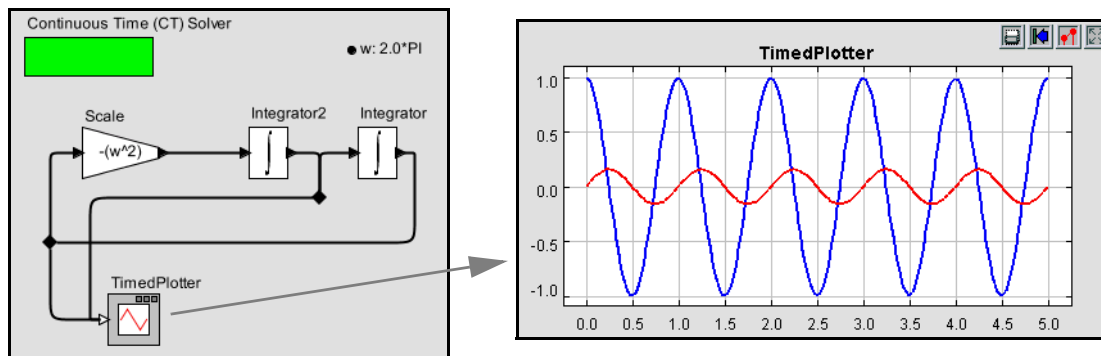 Continuous Time (CT) Solver
w: 2.0*PI
Scale
-(w^2)
Integrator2
Integrator
TimedPlotter
TimedPlotter
1.0
0.5
0.0
-0.5
-1.0
0.0 0.5 1.0 1.5 2.0 2.5 3.0 3.5 4.0 4.5 5.0